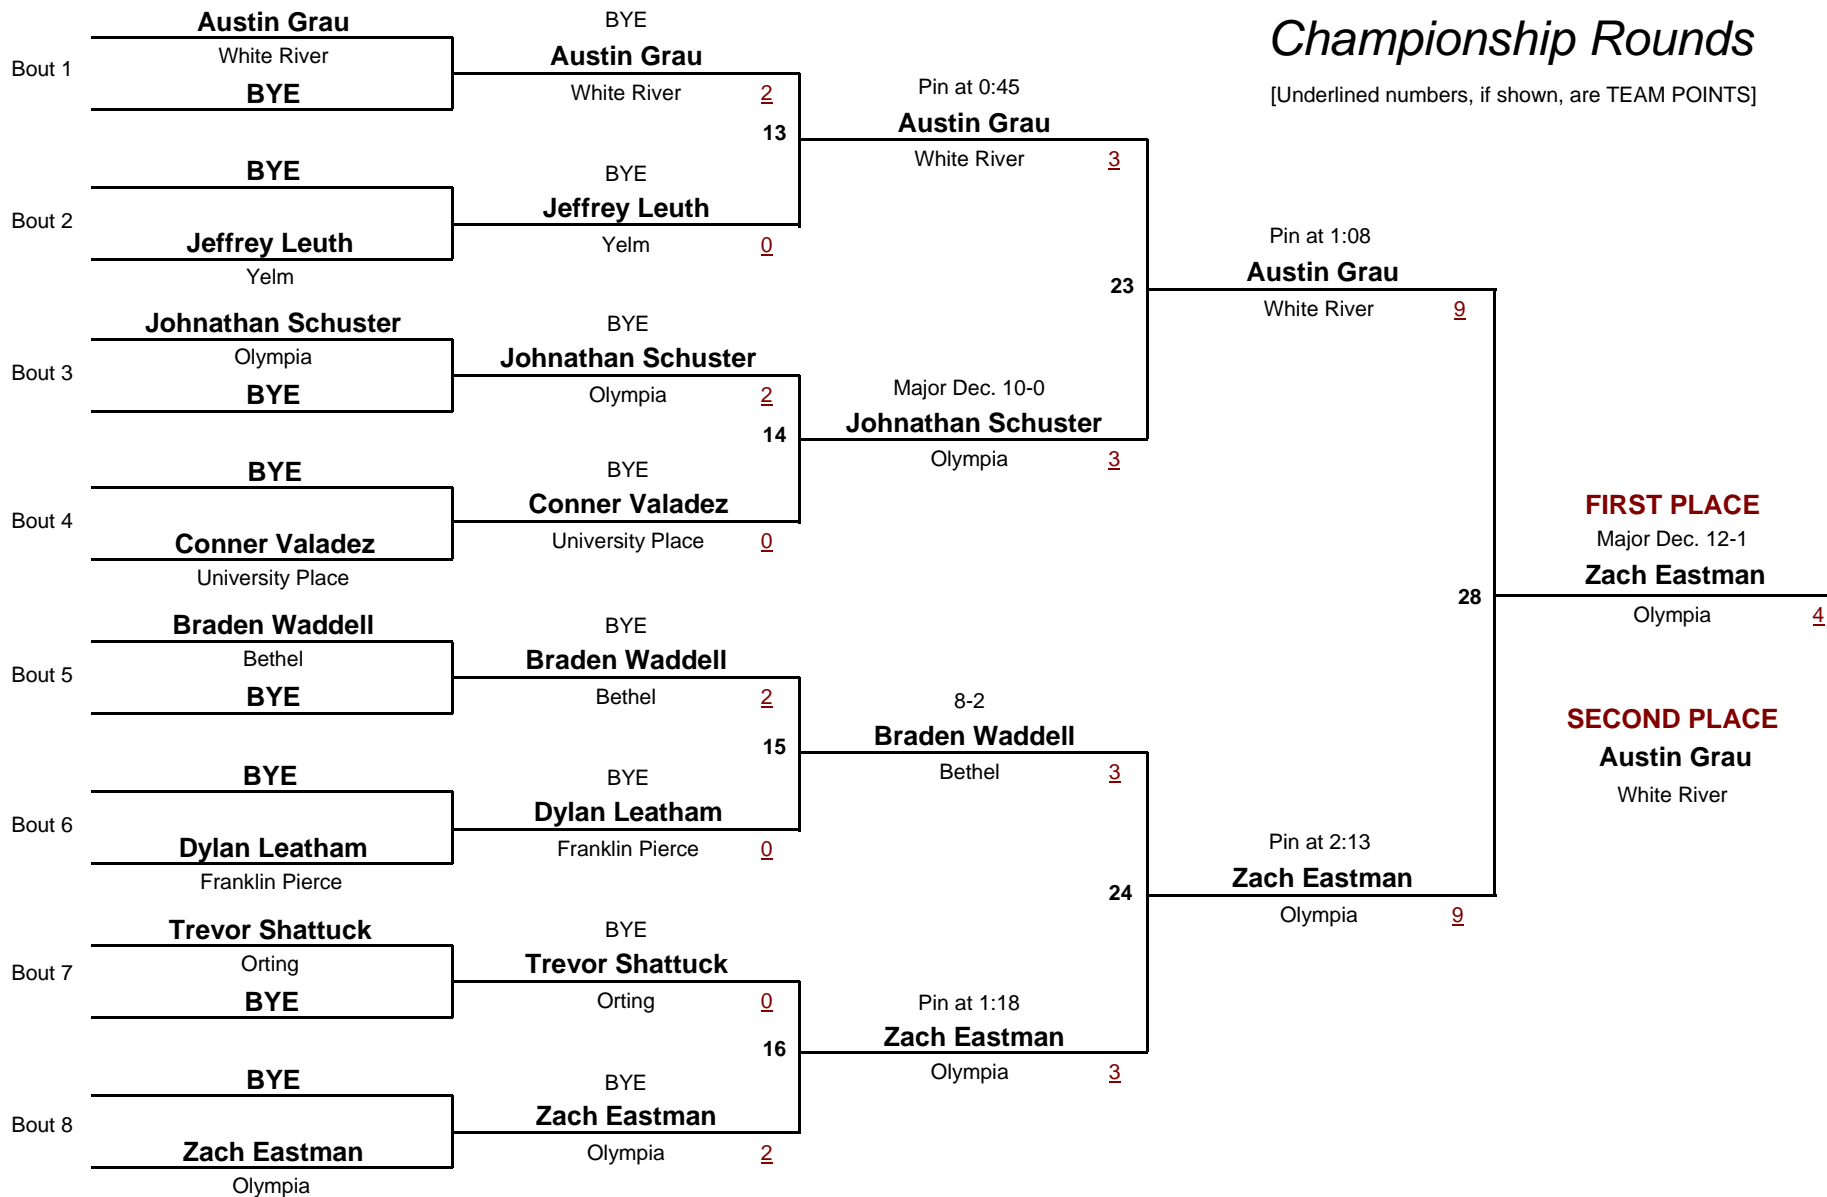 Championship Rounds
[Underlined numbers, if shown, are TEAM POINTS]
Bout 1
Austin Grau
White River
BYE
Bout 2
BYE
Jeffrey Leuth
Yelm
Bout 3
Johnathan Schuster
Olympia
BYE
Bout 4
BYE
Conner Valadez
University Place
Bout 5
Braden Waddell
Bethel
BYE
Bout 6
BYE
Dylan Leatham
Franklin Pierce
Bout 7
Trevor Shattuck
Orting
BYE
Bout 8
BYE
Zach Eastman
Olympia
BYE
Austin Grau
White River 2
13
BYE
Jeffrey Leuth
Yelm 0
BYE
Johnathan Schuster
Olympia 2
14
BYE
Conner Valadez
University Place 0
BYE
Braden Waddell
Bethel 2
15
BYE
Dylan Leatham
Franklin Pierce 0
BYE
Trevor Shattuck
Orting 0
16
BYE
Zach Eastman
Olympia 2
Pin at 0:45
Austin Grau
White River 3
23
Major Dec. 10-0
Johnathan Schuster
Olympia 3
8-2
Braden Waddell
Bethel 3
24
Pin at 1:18
Zach Eastman
Olympia 3
Pin at 1:08
Austin Grau
White River 9
28
Pin at 2:13
Zach Eastman
Olympia 9
FIRST PLACE
Major Dec. 12-1
Zach Eastman
Olympia 4
SECOND PLACE
Austin Grau
White River